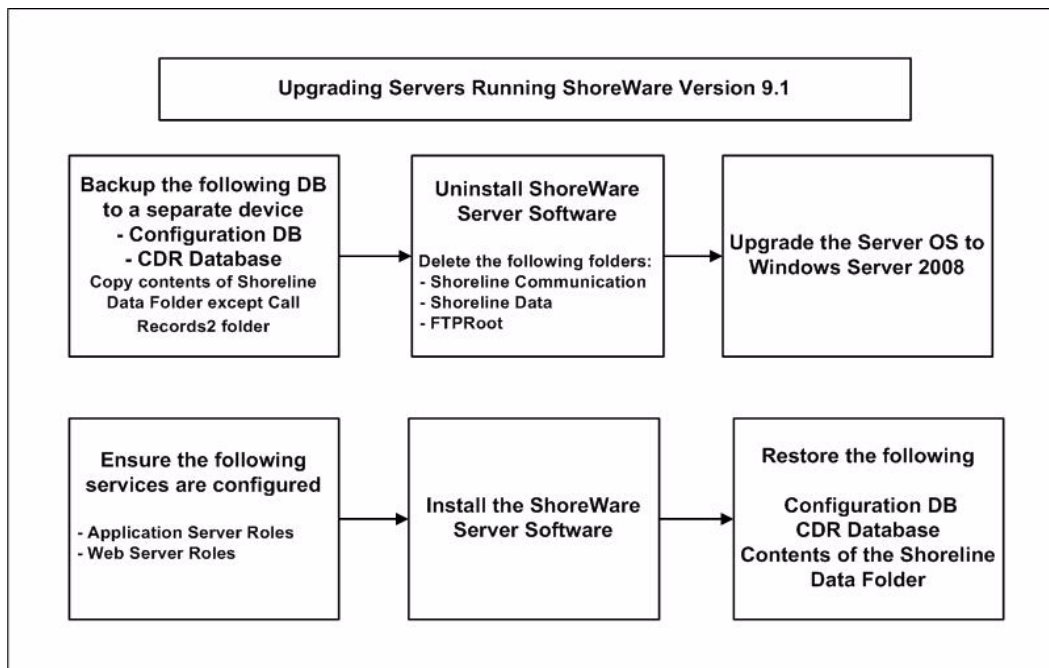 Upgrading Servers Running ShoreWare Version 9.1
Backup the following DB
to a separate device
- Configuration DB
- CDR Database
Copy contents of Shoreline
Data Folder except Call
Records2 folder
Uninstall ShoreWare
Server Software
Delete the following folders:
- Shoreline Communication
- Shoreline Data
- FTPRoot
Upgrade the Server OS to
Windows Server 2008
Ensure the following
services are configured
- Application Server Roles
- Web Server Roles
Install the ShoreWare
Server Software
Restore the following
Configuration DB
CDR Database
Contents of the Shoreline
Data Folder